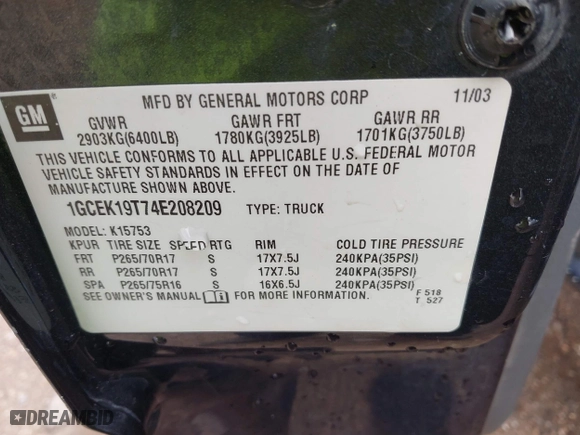 GM
MFD BY GENERAL MOTORS CORP 11/03
GVWR GAWR FRT GAWR RR
2903KG(6400LB) 1780KG(3925LB) 1701KG(3750LB)
THIS VEHICLE CONFORMS TO ALL APPLICABLE U.S. FEDERAL MOTOR
VEHICLE SAFETY STANDARDS IN EFFECT ON THE DATE OF
MANUFACTURE SHOWN ABOVE.
1GCEK19T74E208209 TYPE: TRUCK
MODEL: K15753
KPUR TIRE SIZE SPEED RTG RIM COLD TIRE PRESSURE
FRT P265/70R17 S 17X7.5J 240KPA(35PSI)
RR P265/70R17 S 17X7.5J 240KPA(35PSI)
SPA P265/75R16 S 16X6.5J 240KPA(35PSI)
SEE OWNER'S MANUAL FOR MORE INFORMATION. F 518
T 527
DREAMBID